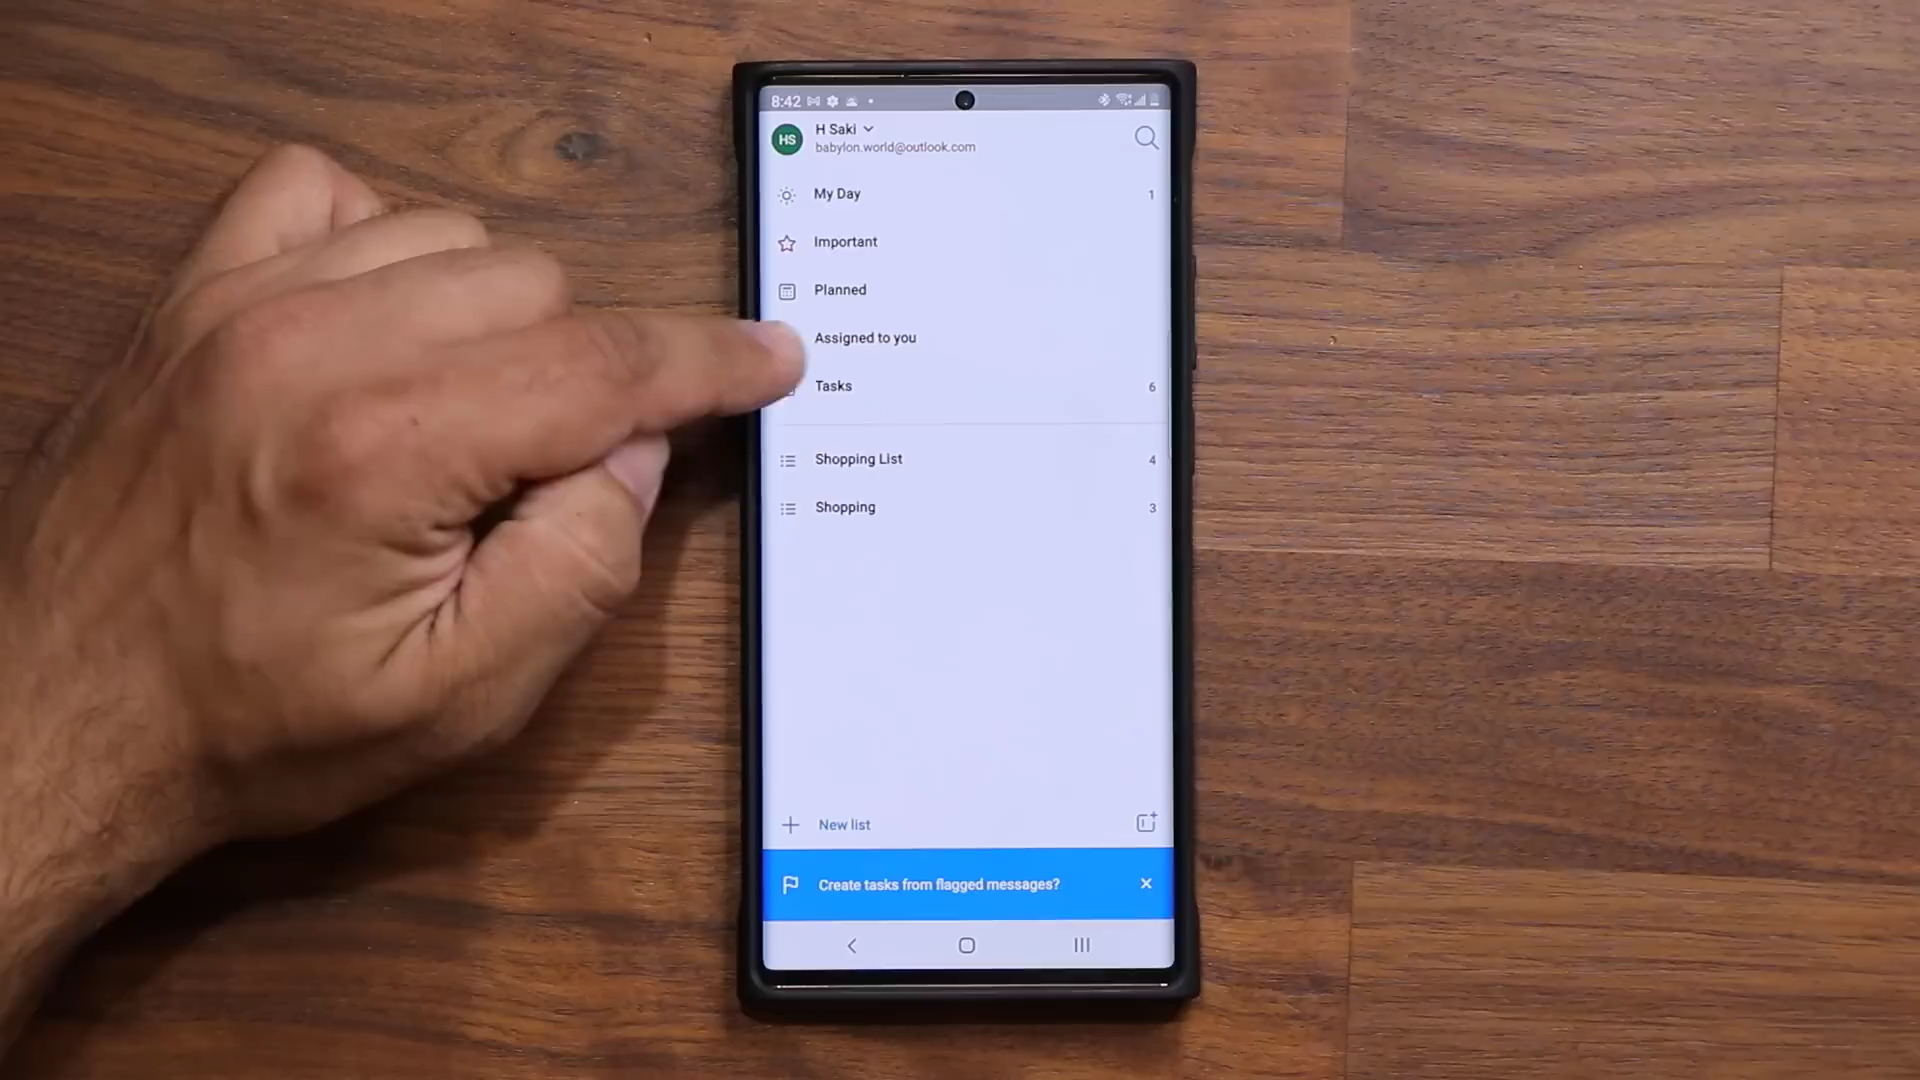 8:42
HS
H Saki
babylon.world@outlook.com
My Day 1
Important
Planned
Assigned to you
Tasks 6
Shopping List 4
Shopping 3
New list
Create tasks from flagged messages?